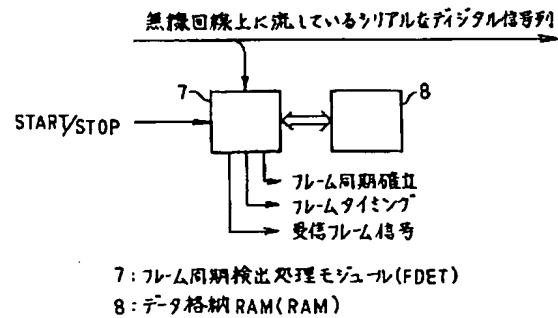 無線回線上に流しているシリアルなディジタル信号列
7
8
START/STOP
フレーム同期確立
フレームタイミング
受信フレーム信号
7:フレーム同期検出処理モジュール(FDET)
8:データ格納RAM(RAM)